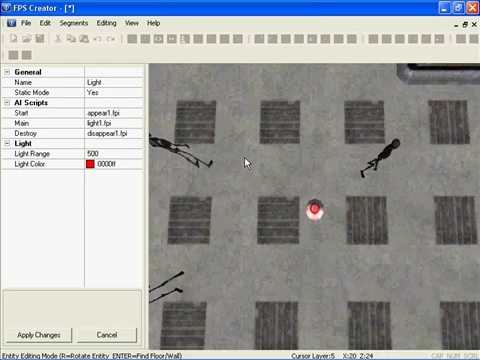 FPS Creator - [*]
File Edit Segments Editing View Help
General
Name Light
Static Mode Yes
AI Scripts
Start appear1.fpi
Main light1.fpi
Destroy disappear1.fpi
Light
Light Range 500
Light Color 0000ff
Apply Changes Cancel
Entity Editing Mode (R=Rotate Entity ENTER=Find Floor/Wall) Cursor Layer:5 X:20 Z:24 CAP NUM SCRL